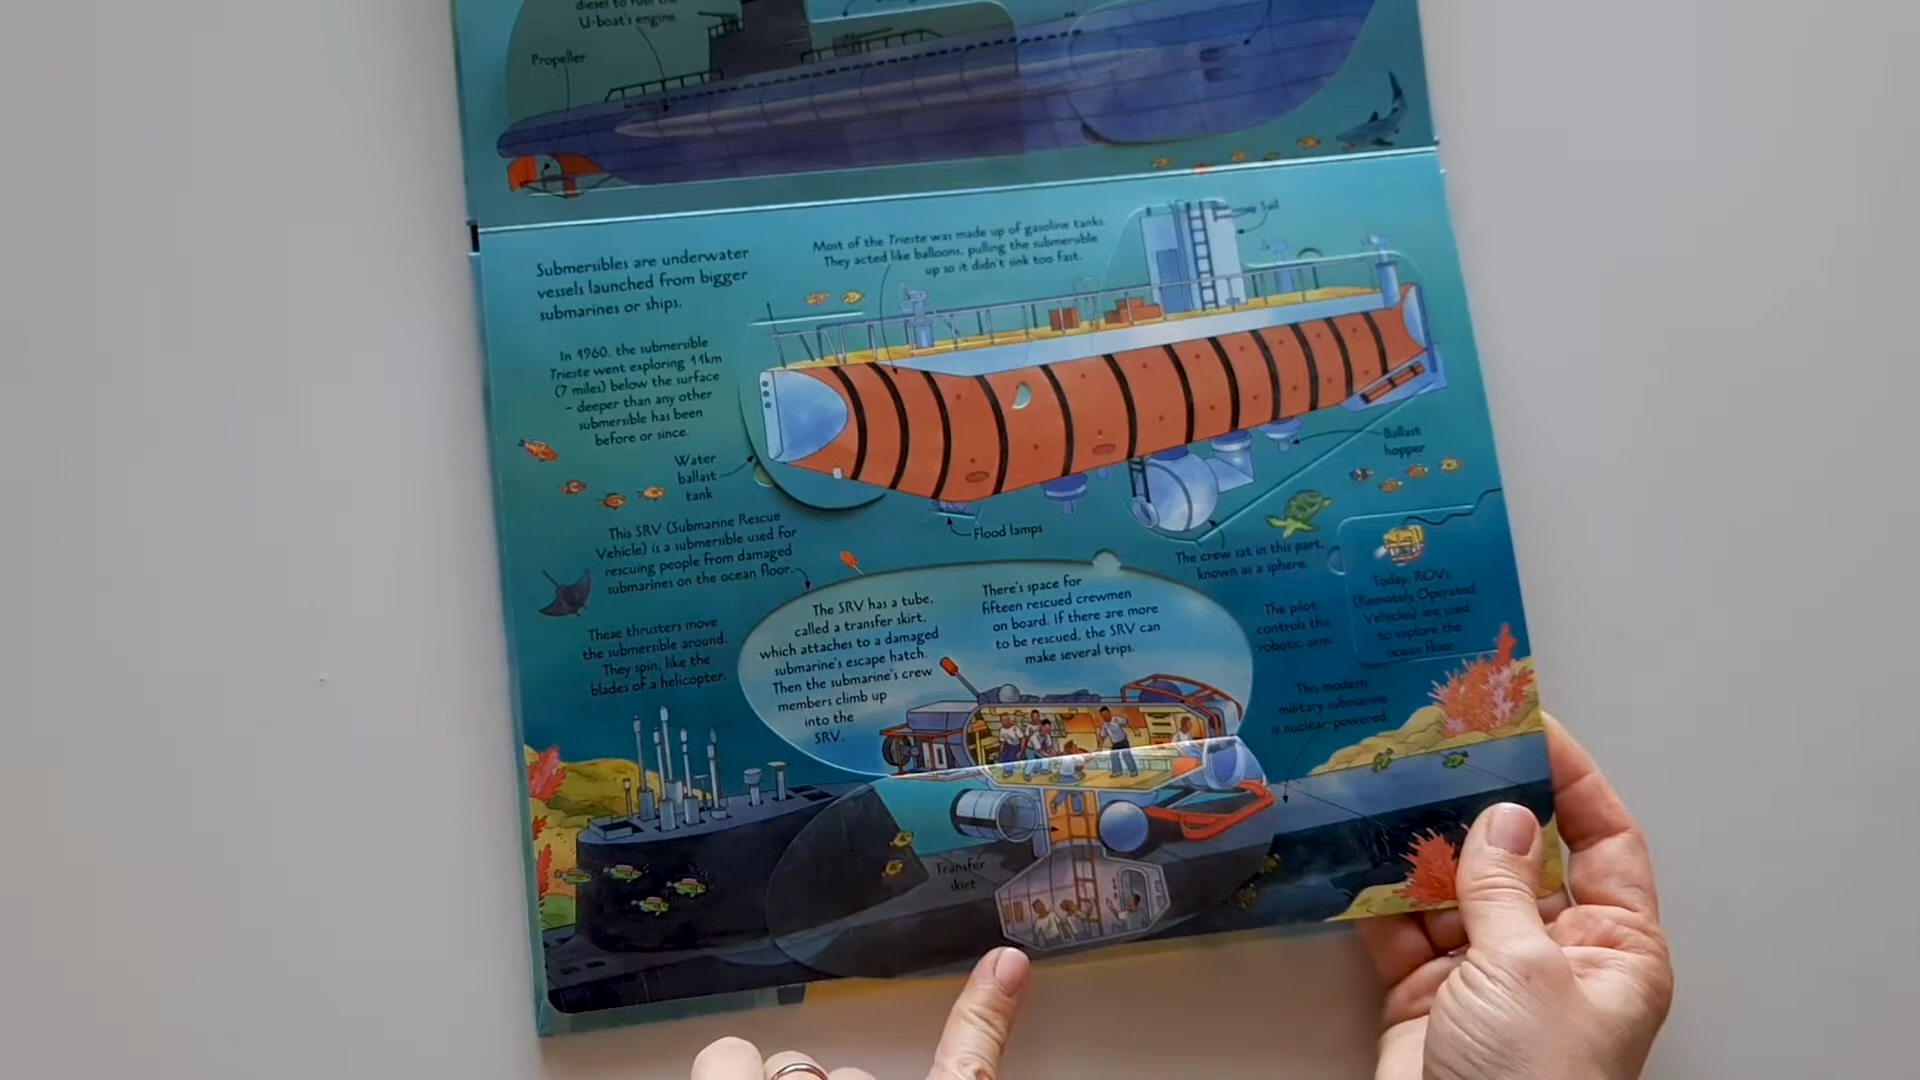 diesel to fuel the
U-boat's engine.
Propeller
Submersibles are underwater
vessels launched from bigger
submarines or ships.
Most of the Trieste was made up of gasoline tanks.
They acted like balloons, pulling the submersible
up so it didn't sink too fast.
Sail
In 1960, the submersible
Trieste went exploring 11km
(7 miles) below the surface
– deeper than any other
submersible has been
before or since.
Water
ballast
tank
Ballast
hopper
Flood lamps
The crew sat in this part,
known as a sphere.
This SRV (Submarine Rescue
Vehicle) is a submersible used for
rescuing people from damaged
submarines on the ocean floor.
These thrusters move
the submersible around.
They spin, like the
blades of a helicopter.
The SRV has a tube,
called a transfer skirt,
which attaches to a damaged
submarine's escape hatch.
Then the submarine's crew
members climb up
into the
SRV.
There's space for
fifteen rescued crewmen
on board. If there are more
to be rescued, the SRV can
make several trips.
The pilot
controls this
robotic arm.
Today, ROVs
(Remotely Operated
Vehicles) are used
to explore the
ocean floor.
This modern
military submarine
is nuclear-powered.
Transfer
skirt